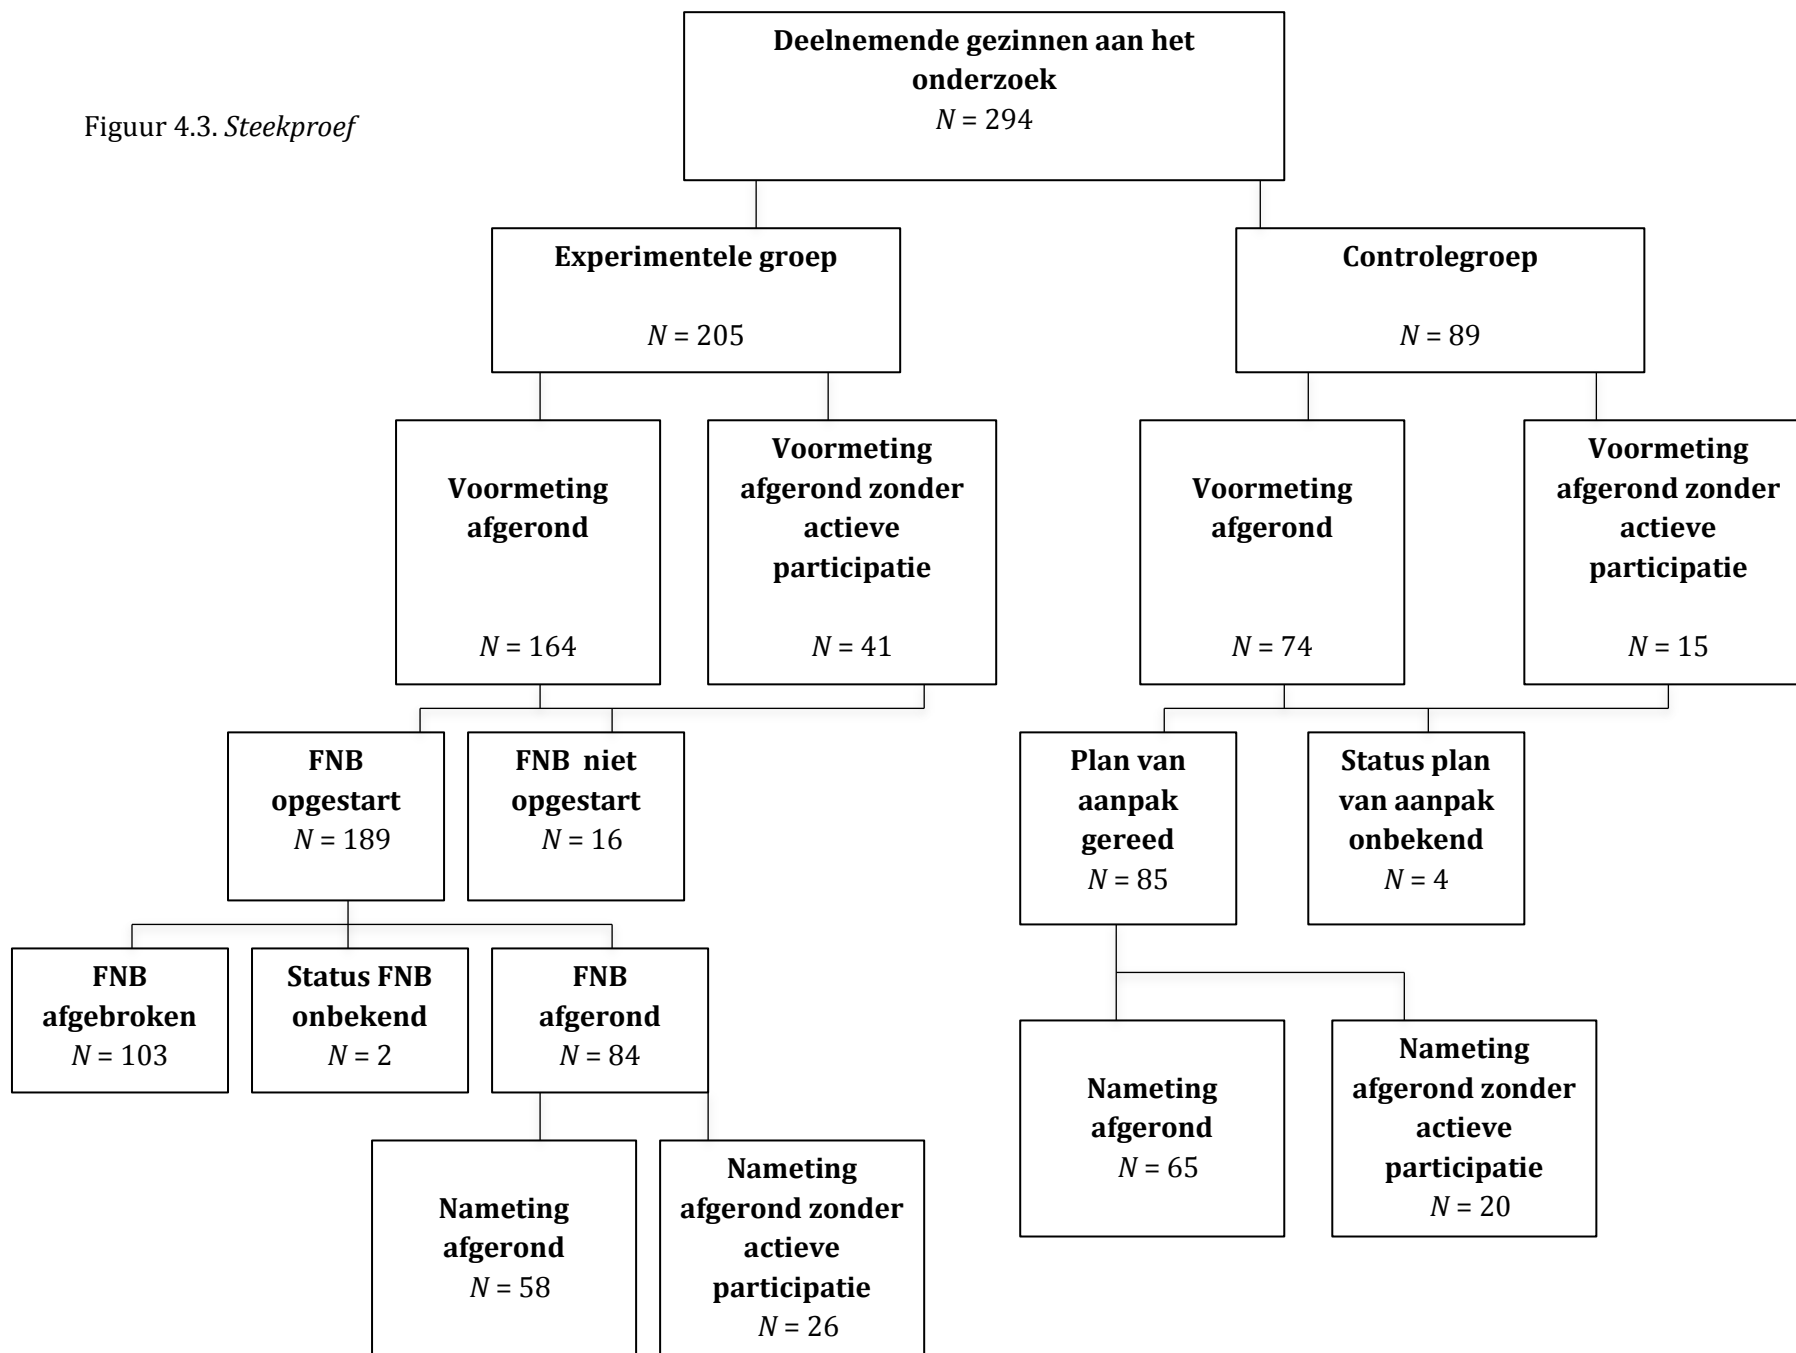 Deelnemende gezinnen aan het
onderzoek
N = 294
Figuur 4.3. Steekproef
Experimentele groep
N = 205
Controlegroep
N = 89
Voormeting
afgerond
N = 164
Voormeting
afgerond zonder
actieve
participatie
N = 41
Voormeting
afgerond
N = 74
Voormeting
afgerond zonder
actieve
participatie
N = 15
FNB
opgestart
N = 189
FNB niet
opgestart
N = 16
Plan van
aanpak
gereed
N = 85
Status plan
van aanpak
onbekend
N = 4
FNB
afgebroken
N = 103
Status FNB
onbekend
N = 2
FNB
afgerond
N = 84
Nameting
afgerond
N = 65
Nameting
afgerond zonder
actieve
participatie
N = 20
Nameting
afgerond
N = 58
Nameting
afgerond zonder
actieve
participatie
N = 26